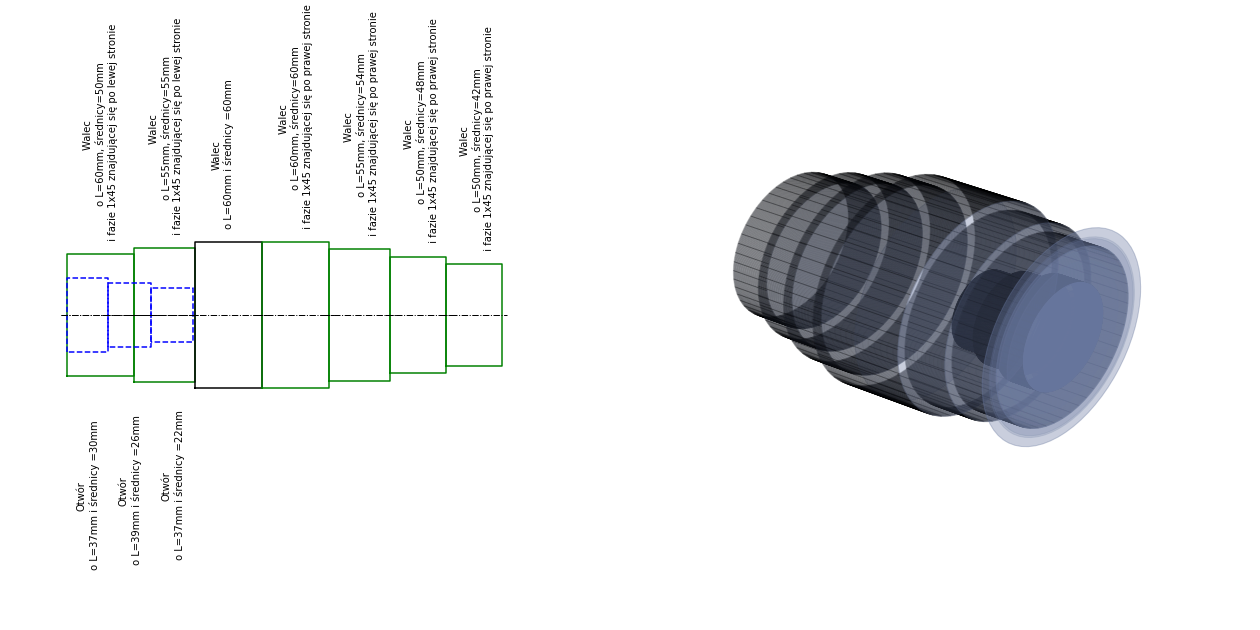 Walec
o L=60mm, średnicy=50mm
i fazie 1x45 znajdującej się po lewej stronie
Walec
o L=55mm, średnicy=55mm
i fazie 1x45 znajdującej się po lewej stronie
Walec
o L=60mm i średnicy =60mm
Walec
o L=60mm, średnicy=60mm
i fazie 1x45 znajdującej się po prawej stronie
Walec
o L=55mm, średnicy=54mm
i fazie 1x45 znajdującej się po prawej stronie
Walec
o L=50mm, średnicy=48mm
i fazie 1x45 znajdującej się po prawej stronie
Walec
o L=50mm, średnicy=42mm
i fazie 1x45 znajdującej się po prawej stronie
Otwór
o L=37mm i średnicy =30mm
Otwór
o L=39mm i średnicy =26mm
Otwór
o L=37mm i średnicy =22mm